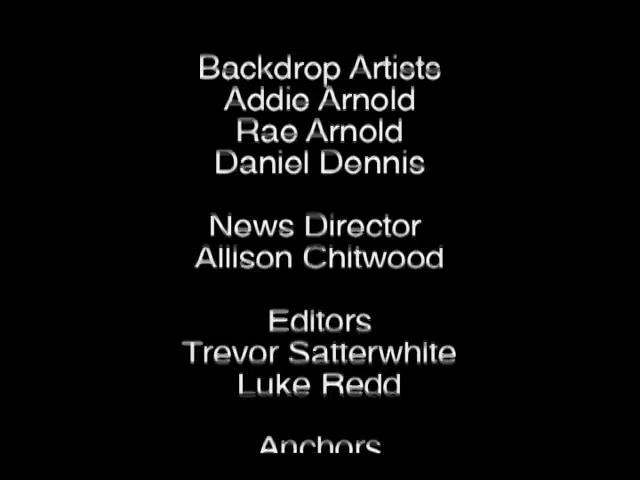 Backdrop Artists
Addie Arnold
Rae Arnold
Daniel Dennis
News Director
Allison Chitwood
Editors
Trevor Satterwhite
Luke Redd
Anchors